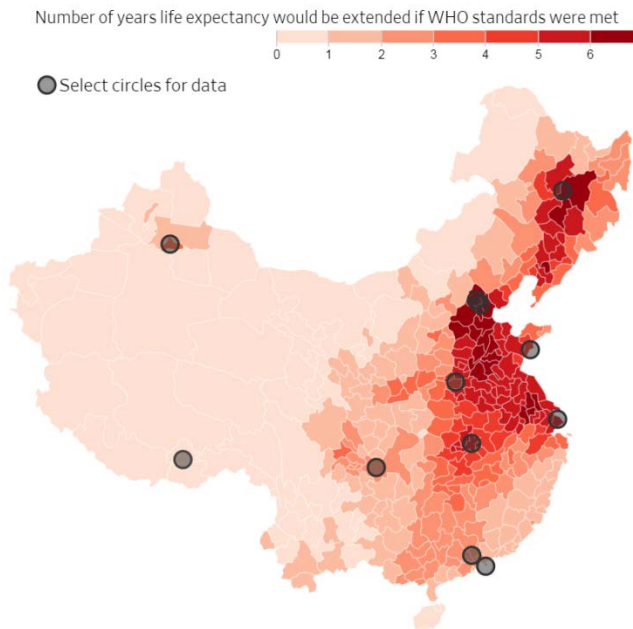 Number of years life expectancy would be extended if WHO standards were met
0 1 2 3 4 5 6
Select circles for data